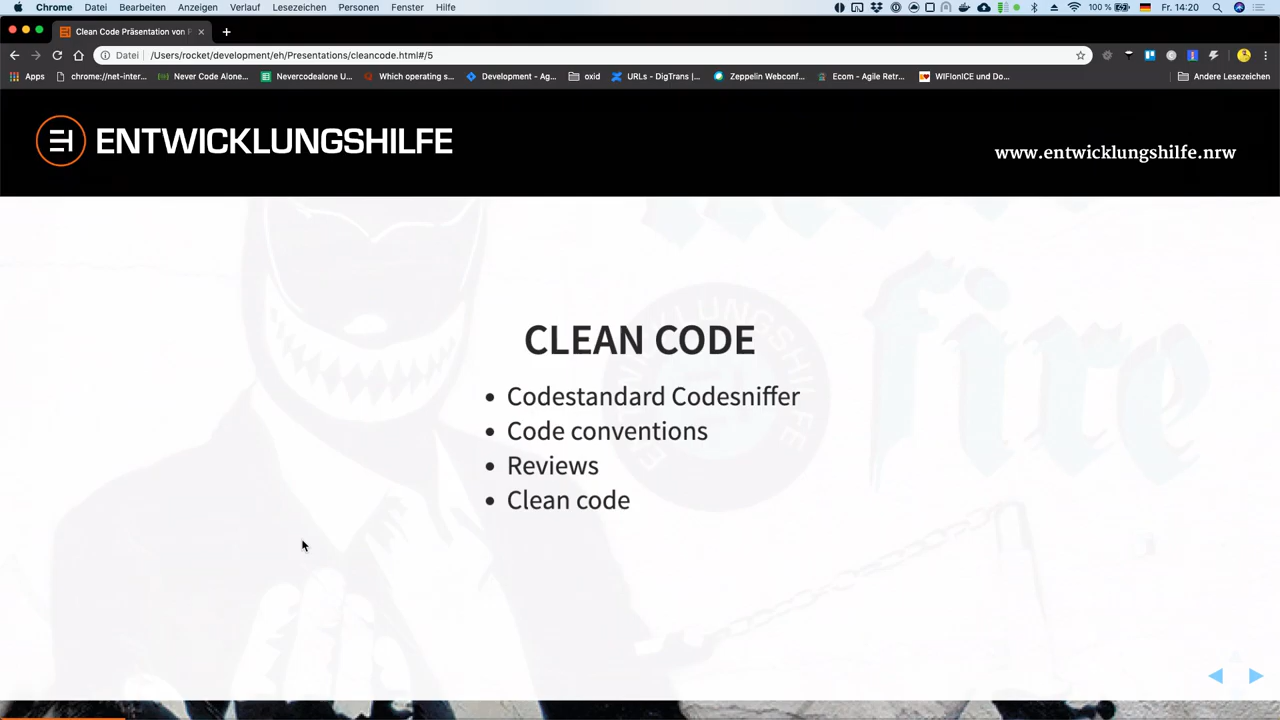 Chrome Datei Bearbeiten Anzeigen Verlauf Lesezeichen Personen Fenster Hilfe 100 % Fr. 14:20
Clean Code Präsentation von
Datei /Users/rocket/development/eh/Presentations/cleancode.html#/5
Apps chrome://net-inter... Never Code Alone... Nevercodealone U... Which operating s... Development - Ag... oxid URLs - DigTrans |... Zeppelin Webconf... Ecom - Agile Retr... WIFIonICE und Do... Andere Lesezeichen
ENTWICKLUNGSHILFE
www.entwicklungshilfe.nrw
fire
CLEAN CODE
• Codestandard Codesniffer
• Code conventions
• Reviews
• Clean code